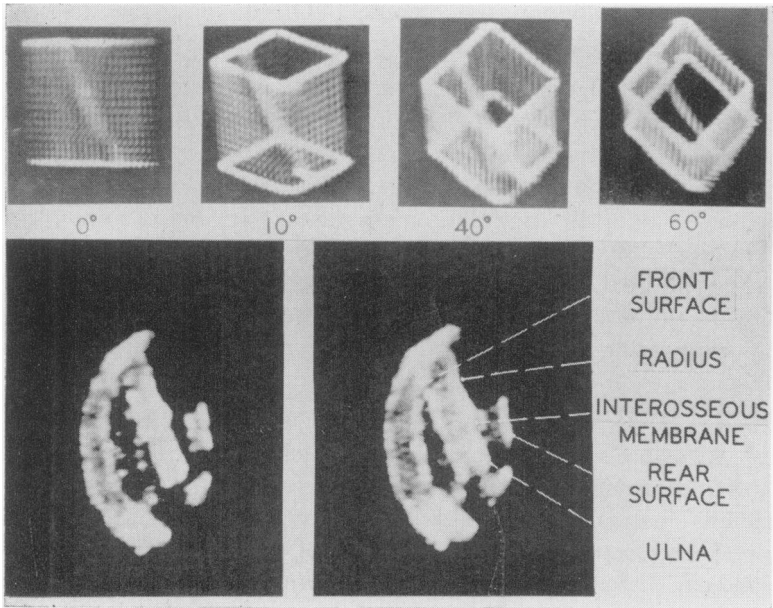 0°
10°
40°
60°
FRONT
SURFACE
RADIUS
INTEROSSEOUS
MEMBRANE
REAR
SURFACE
ULNA